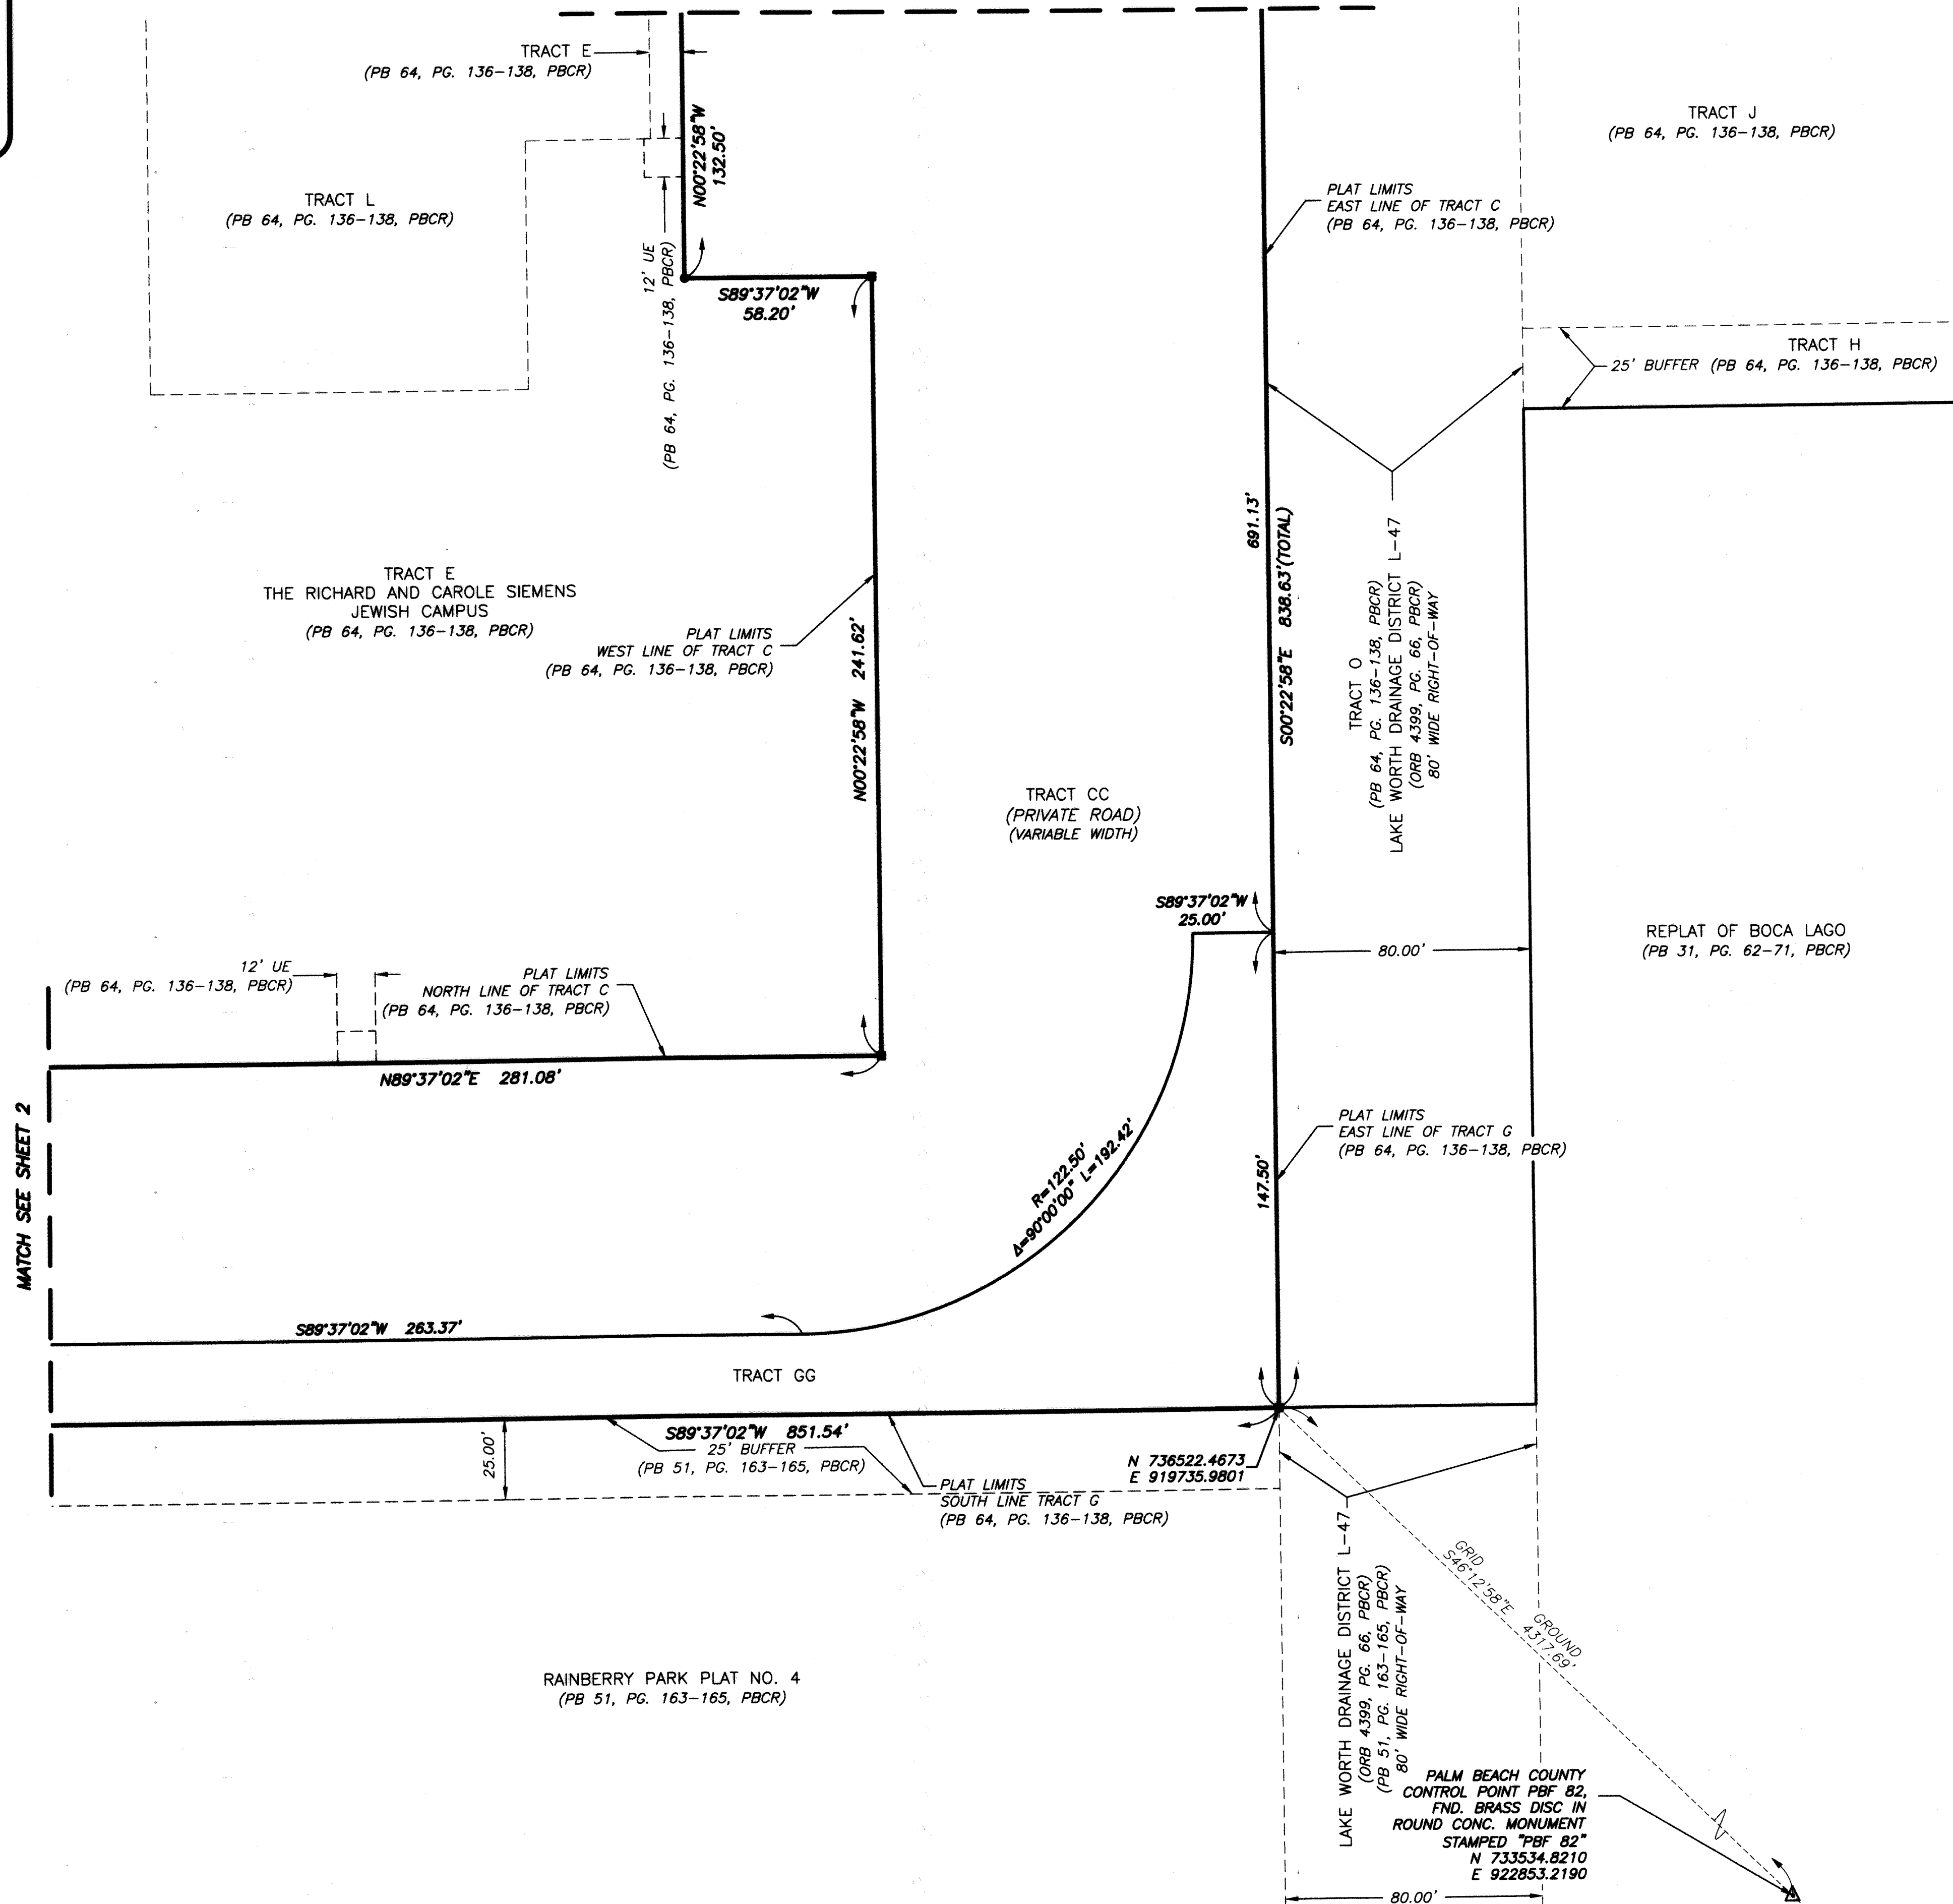 TRACT E
(PB 64, PG. 136-138, PBCR)
N00°22'58"W
132.50'
TRACT J
(PB 64, PG. 136-138, PBCR)
TRACT L
(PB 64, PG. 136-138, PBCR)
PLAT LIMITS
EAST LINE OF TRACT C
(PB 64, PG. 136-138, PBCR)
12' UE
(PB 64, PG. 136-138, PBCR)
S89°37'02"W
58.20'
TRACT H
25' BUFFER (PB 64, PG. 136-138, PBCR)
691.13'
S00°22'58"E 838.63'(TOTAL)
TRACT O
(PB 64, PG. 136-138, PBCR)
LAKE WORTH DRAINAGE DISTRICT L-47
(ORB 4399, PG. 66, PBCR)
80' WIDE RIGHT-OF-WAY
TRACT E
THE RICHARD AND CAROLE SIEMENS
JEWISH CAMPUS
(PB 64, PG. 136-138, PBCR)
PLAT LIMITS
WEST LINE OF TRACT C
(PB 64, PG. 136-138, PBCR)
N00°22'58"W 241.62'
TRACT CC
(PRIVATE ROAD)
(VARIABLE WIDTH)
S89°37'02"W
25.00'
80.00'
REPLAT OF BOCA LAGO
(PB 31, PG. 62-71, PBCR)
12' UE
(PB 64, PG. 136-138, PBCR)
PLAT LIMITS
NORTH LINE OF TRACT C
(PB 64, PG. 136-138, PBCR)
N89°37'02"E 281.08'
MATCH SEE SHEET 2
R=122.50'
Δ=90°00'00" L=192.42'
147.50'
PLAT LIMITS
EAST LINE OF TRACT G
(PB 64, PG. 136-138, PBCR)
S89°37'02"W 263.37'
TRACT GG
S89°37'02"W 851.54'
25' BUFFER
(PB 51, PG. 163-165, PBCR)
25.00'
N 736522.4673
E 919735.9801
PLAT LIMITS
SOUTH LINE TRACT G
(PB 64, PG. 136-138, PBCR)
LAKE WORTH DRAINAGE DISTRICT L-47
(ORB 4399, PG. 66, PBCR)
(PB 51, PG. 163-165, PBCR)
80' WIDE RIGHT-OF-WAY
GRID
S46°12'58"E
GROUND
4317.69'
RAINBERRY PARK PLAT NO. 4
(PB 51, PG. 163-165, PBCR)
PALM BEACH COUNTY
CONTROL POINT PBF 82,
FND. BRASS DISC IN
ROUND CONC. MONUMENT
STAMPED "PBF 82"
N 733534.8210
E 922853.2190
80.00'